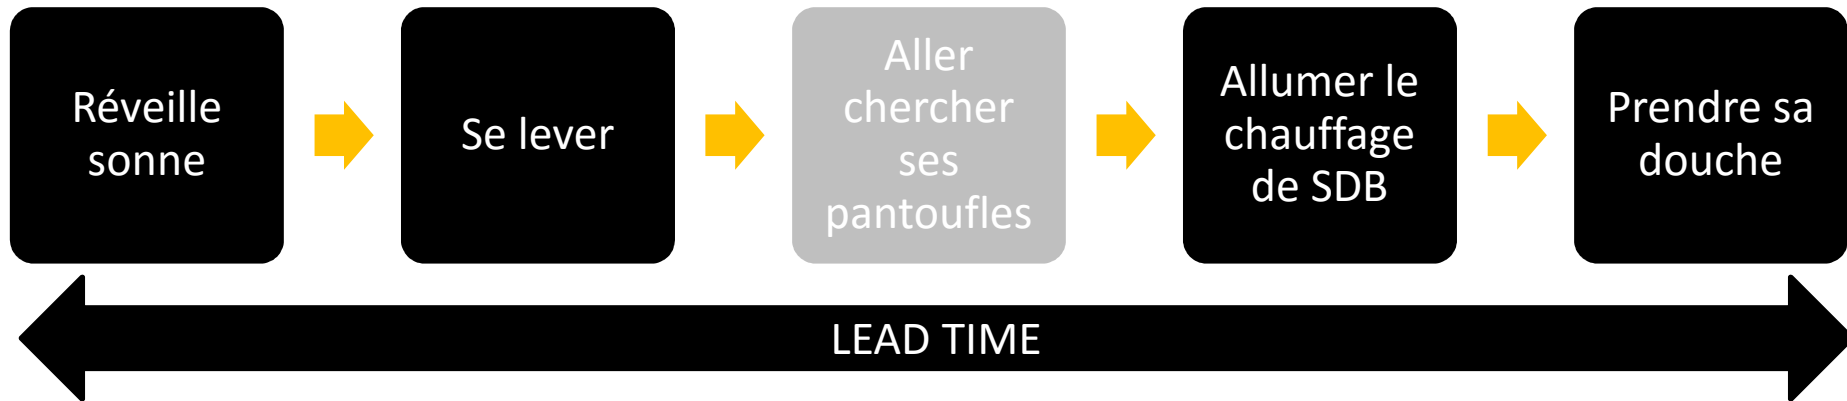 Réveille
sonne
Se lever
Aller
chercher
ses
pantoufles
Allumer le
chauffage
de SDB
Prendre sa
douche
LEAD TIME